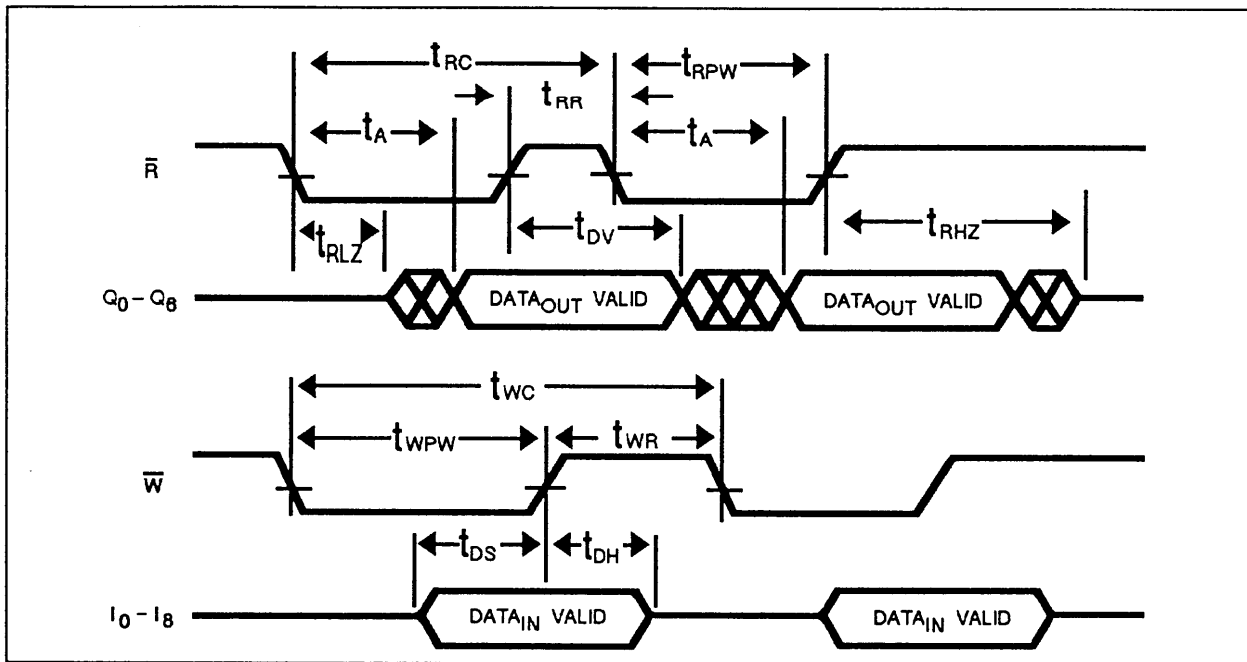 tRC
tRPW
tRR
tA
tA
R̅
tRLZ
tDV
tRHZ
Q0-Q8
DATAOUT VALID
DATAOUT VALID
tWC
tWPW
tWR
W̅
tDS
tDH
I0-I8
DATAIN VALID
DATAIN VALID